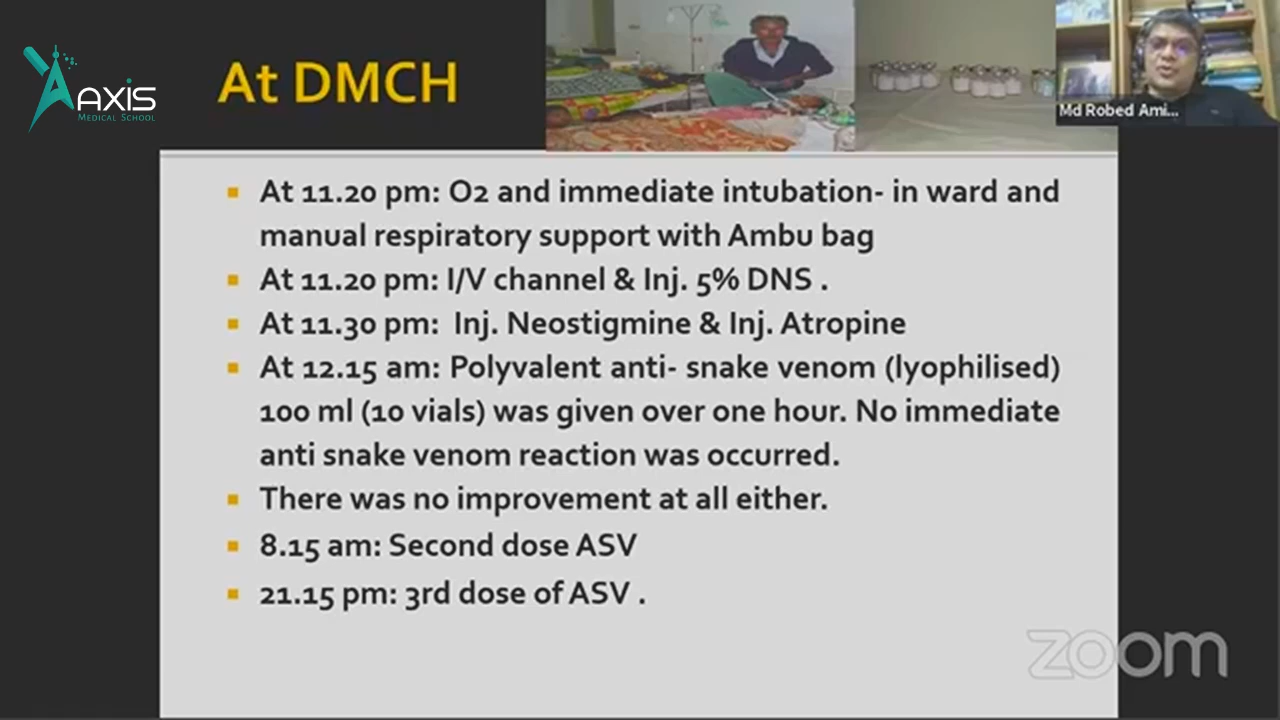 AXIS
MEDICAL SCHOOL
At DMCH
Md Robed Ami...
At 11.20 pm: O2 and immediate intubation- in ward and
manual respiratory support with Ambu bag
At 11.20 pm: I/V channel & Inj. 5% DNS .
At 11.30 pm: Inj. Neostigmine & Inj. Atropine
At 12.15 am: Polyvalent anti- snake venom (lyophilised)
100 ml (10 vials) was given over one hour. No immediate
anti snake venom reaction was occurred.
There was no improvement at all either.
8.15 am: Second dose ASV
21.15 pm: 3rd dose of ASV .
zoom